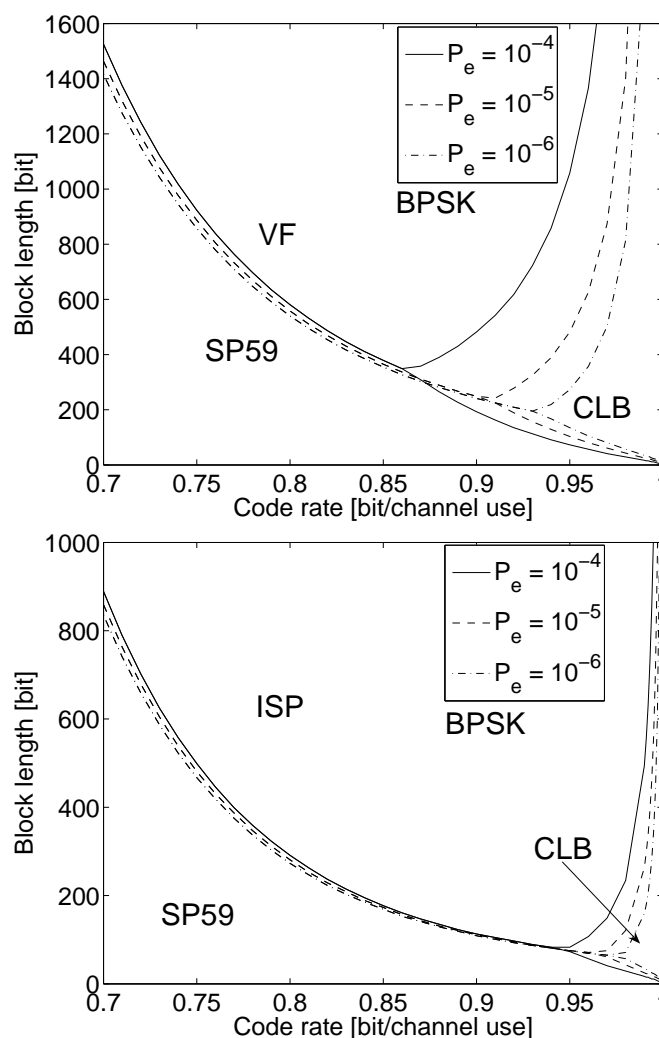 1600
1400
1200
1000
800
600
400
200
0
Block length [bit]
P_e = 10^-4
P_e = 10^-5
P_e = 10^-6
BPSK
VF
SP59
CLB
0.7 0.75 0.8 0.85 0.9 0.95
Code rate [bit/channel use]
1000
800
600
400
200
0
Block length [bit]
P_e = 10^-4
P_e = 10^-5
P_e = 10^-6
ISP
BPSK
CLB
SP59
0.7 0.75 0.8 0.85 0.9 0.95
Code rate [bit/channel use]